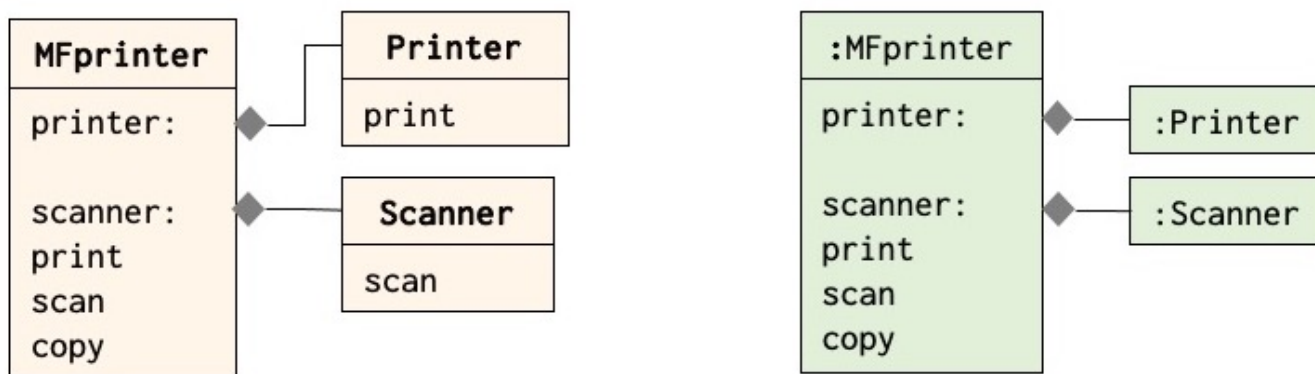 MFprinter
printer:
scanner:
print
scan
copy
Printer
print
Scanner
scan
:MFprinter
printer:
scanner:
print
scan
copy
:Printer
:Scanner